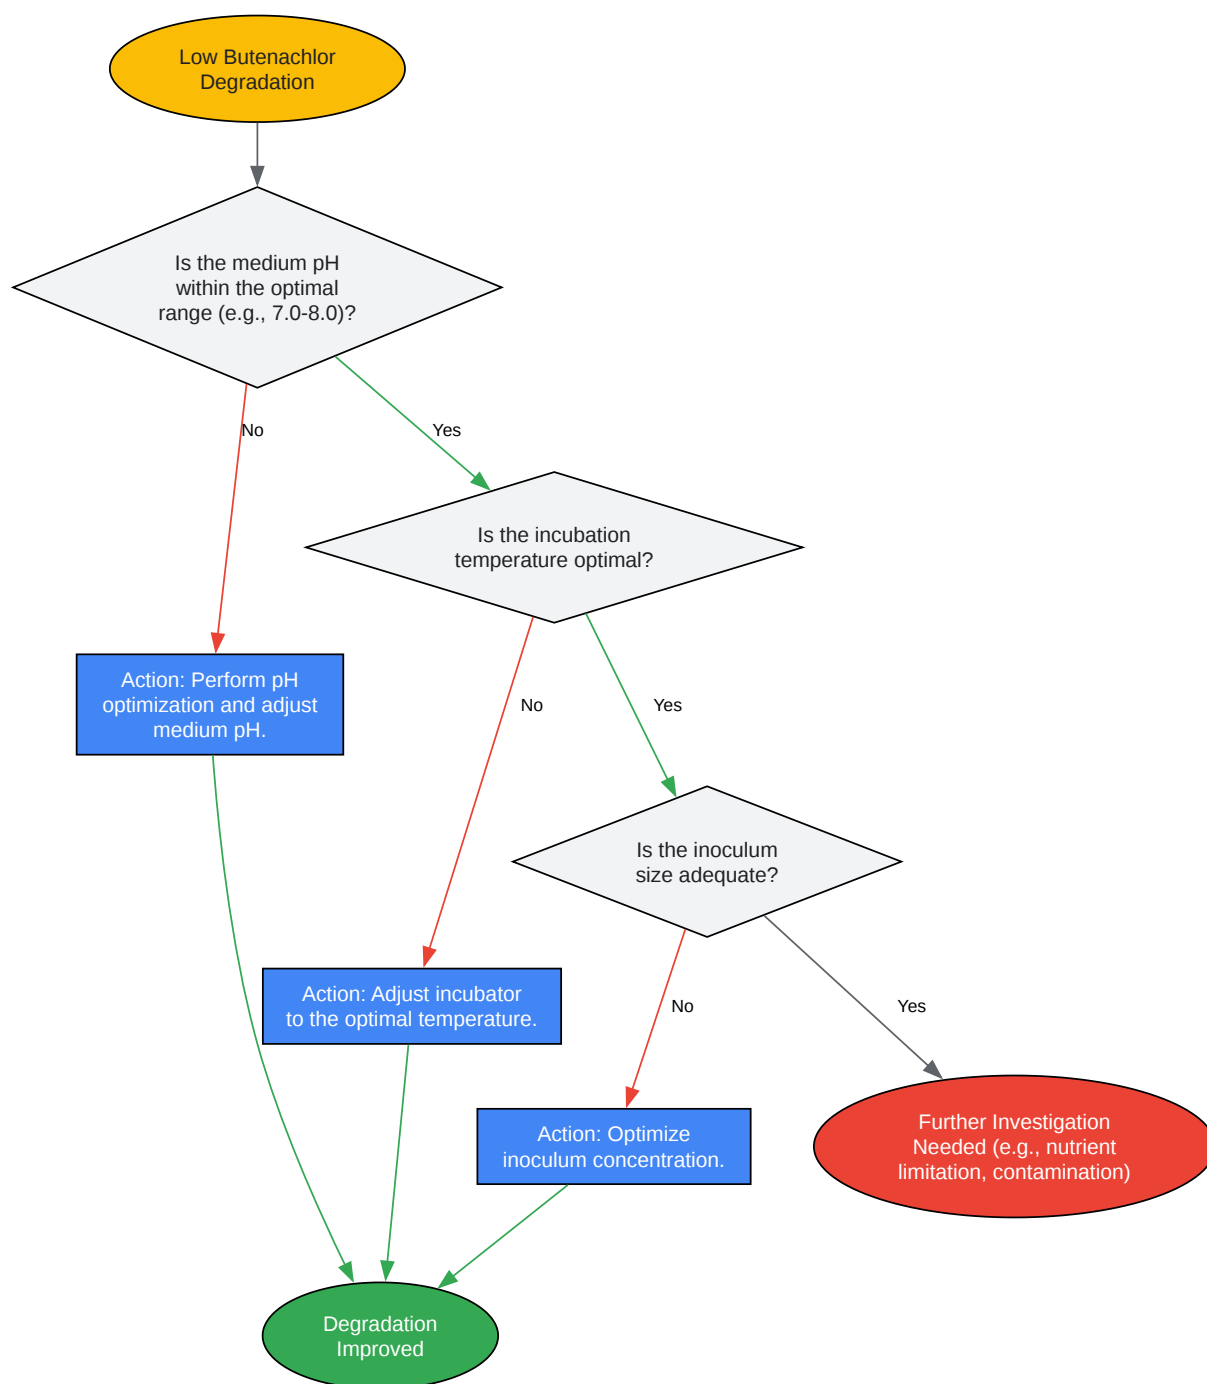 Low Butenachlor
Degradation
Is the medium pH
within the optimal
range (e.g., 7.0-8.0)?
No
Yes
Is the incubation
temperature optimal?
Action: Perform pH
optimization and adjust
medium pH.
No
Yes
Is the inoculum
size adequate?
Action: Adjust incubator
to the optimal temperature.
No
Yes
Action: Optimize
inoculum concentration.
Further Investigation
Needed (e.g., nutrient
limitation, contamination)
Degradation
Improved